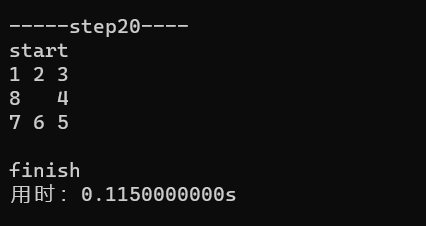 -----step20----
start
1 2 3
8   4
7 6 5
finish
用时：0.1150000000s